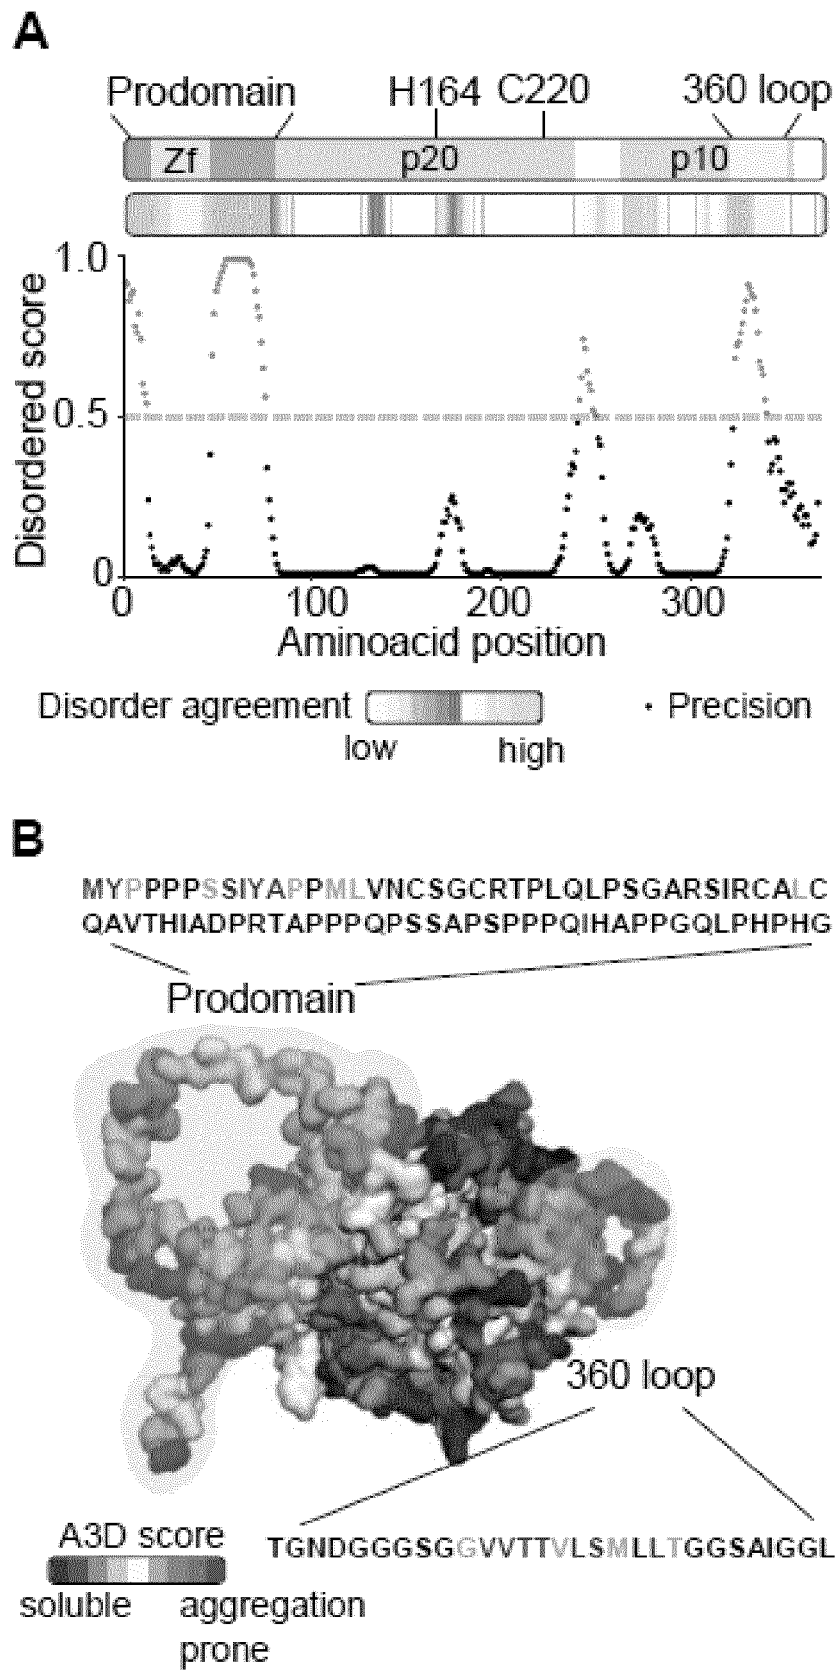 A
Prodomain H164 C220 360 loop
Zf p20 p10
Disordered score
1.0
0.5
0
0 100 200 300
Aminoacid position
Disorder agreement
low high
Precision
B
MYPPPPPSSIYAPPMLVNCSGCRTPLQLPSGARSIRCALC
QAVTHIADPRTAPPPQPSSAPSPPPQIHAPPGQLPHPHG
Prodomain
360 loop
A3D score
soluble aggregation
prone
TGNDGGGSGGVVTTVLSMLLTGGSAIGGL